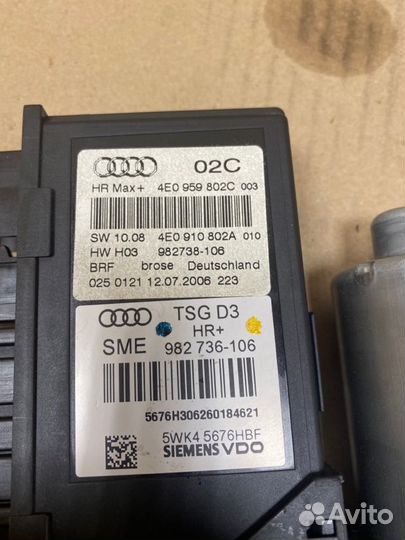 02C
HR Max+ 4E0 959 802C 003
SW 10.08 4E0 910 802A 010
HW H03 982738-106
BRF brose Deutschland
025 0121 12.07.2006 223
TSG D3
HR+
SME 982 736-106
5676H306260184621
5WK4 5676HBF
SIEMENS VDO
Avito